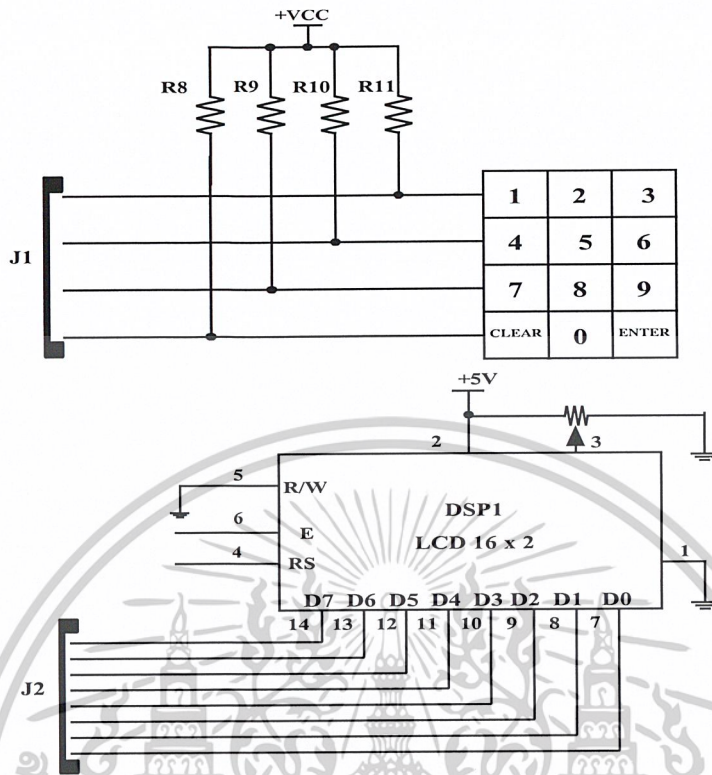 +VCC
R8 R9 R10 R11
J1
1 2 3
4 5 6
7 8 9
CLEAR 0 ENTER
+5V
2 3
5 R/W
DSP1
6 E
LCD 16 x 2
4 RS
1
D7 D6 D5 D4 D3 D2 D1 D0
14 13 12 11 10 9 8 7
J2